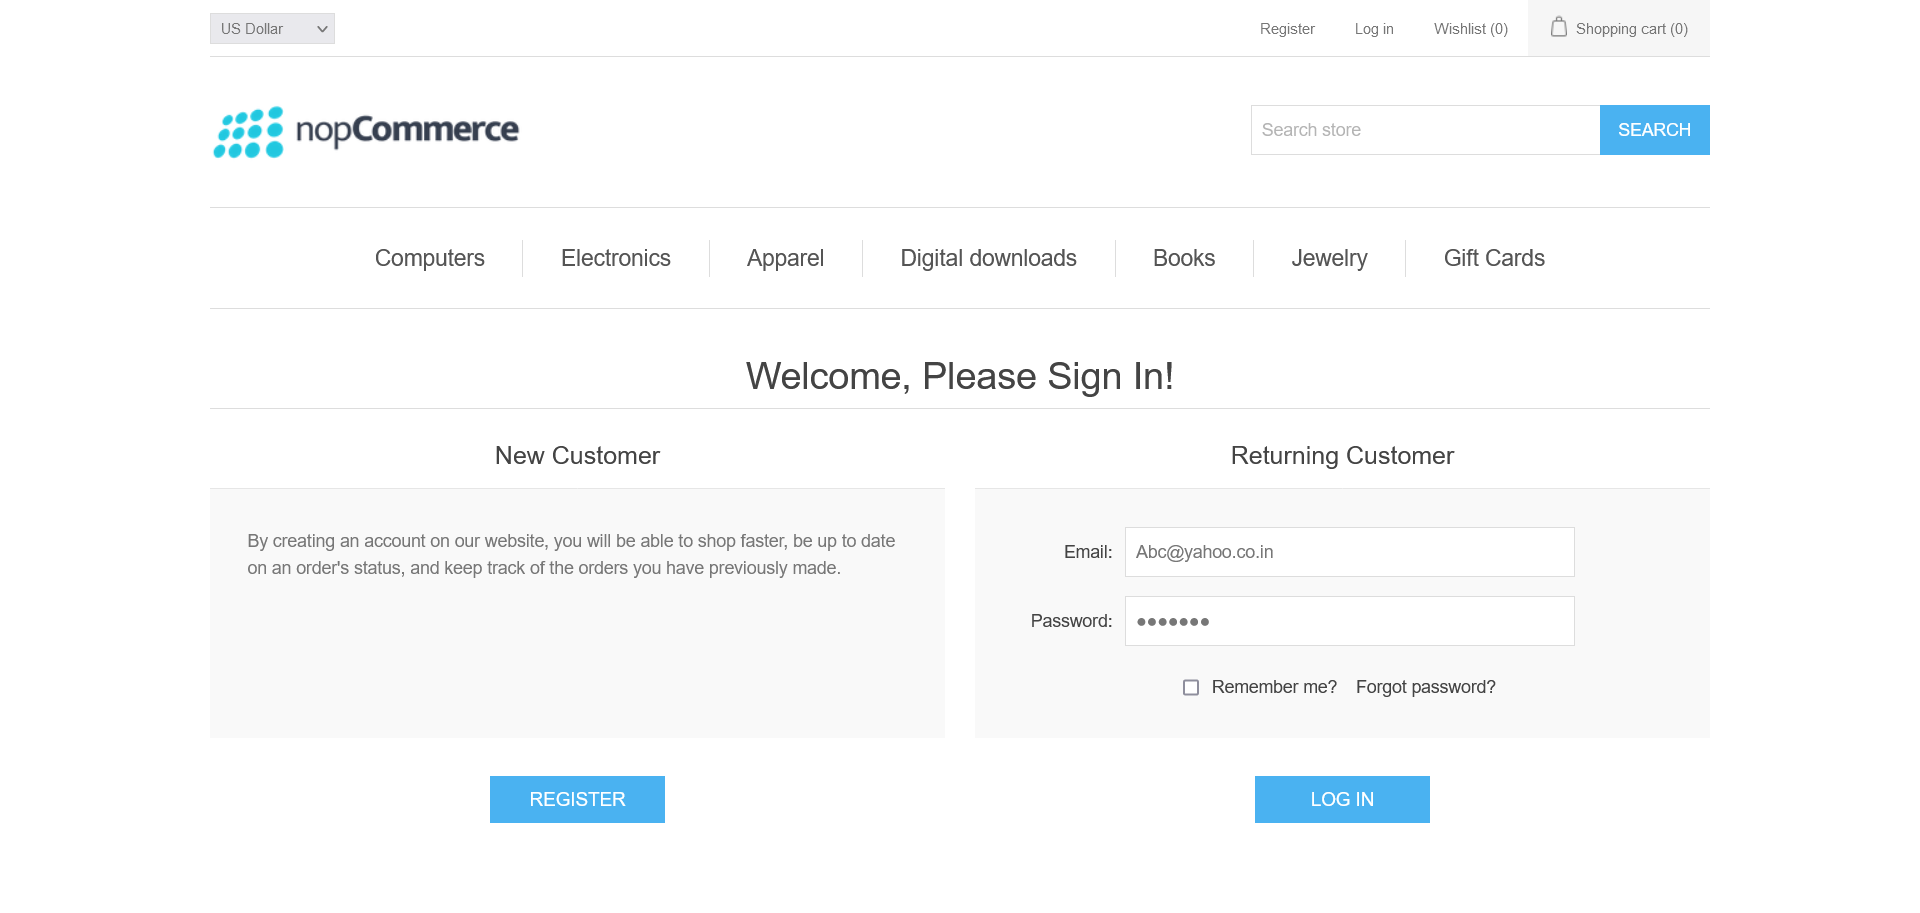 US Dollar
Register
Log in
Wishlist (0)
Shopping cart (0)
nopCommerce
Search store
SEARCH
Computers
Electronics
Apparel
Digital downloads
Books
Jewelry
Gift Cards
Welcome, Please Sign In!
New Customer
By creating an account on our website, you will be able to shop faster, be up to date
on an order's status, and keep track of the orders you have previously made.
REGISTER
Returning Customer
Email:
Abc@yahoo.co.in
Password:
•••••••
Remember me?
Forgot password?
LOG IN